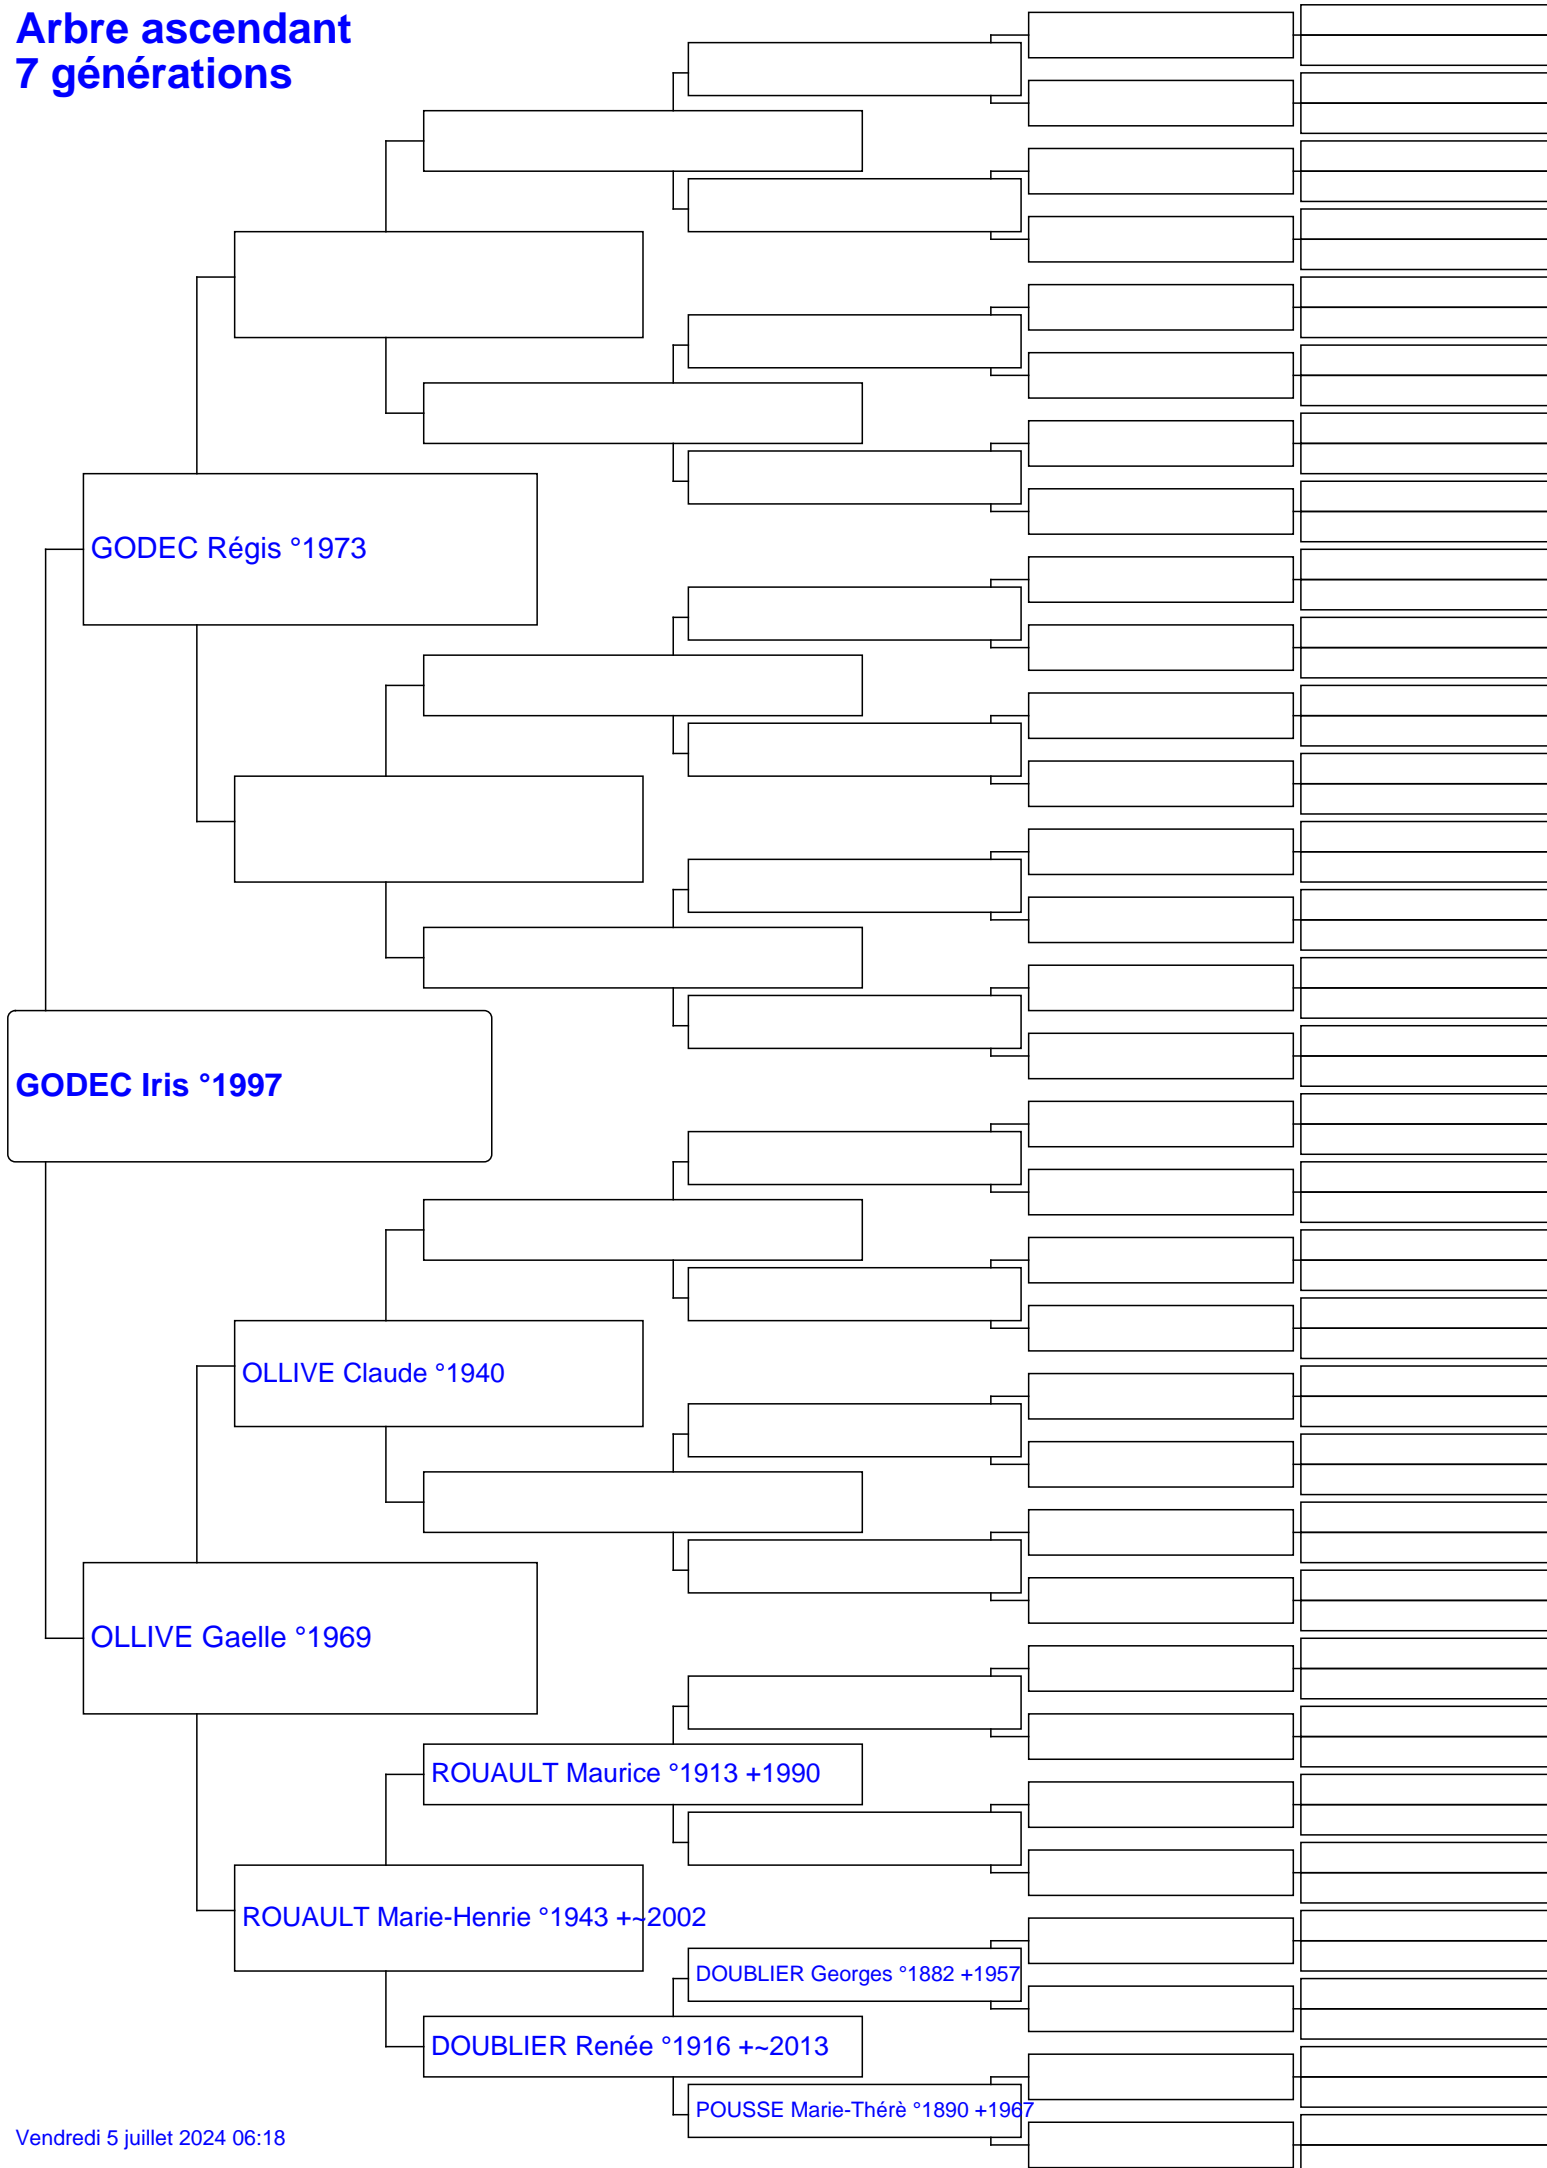 Arbre ascendant
7 générations
GODEC Régis °1973
GODEC Iris °1997
OLLIVE Claude °1940
OLLIVE Gaelle °1969
ROUAULT Maurice °1913 +1990
ROUAULT Marie-Henrie °1943 +~2002
DOUBLIER Georges °1882 +1957
DOUBLIER Renée °1916 +~2013
POUSSE Marie-Thérè °1890 +1967
Vendredi 5 juillet 2024 06:18